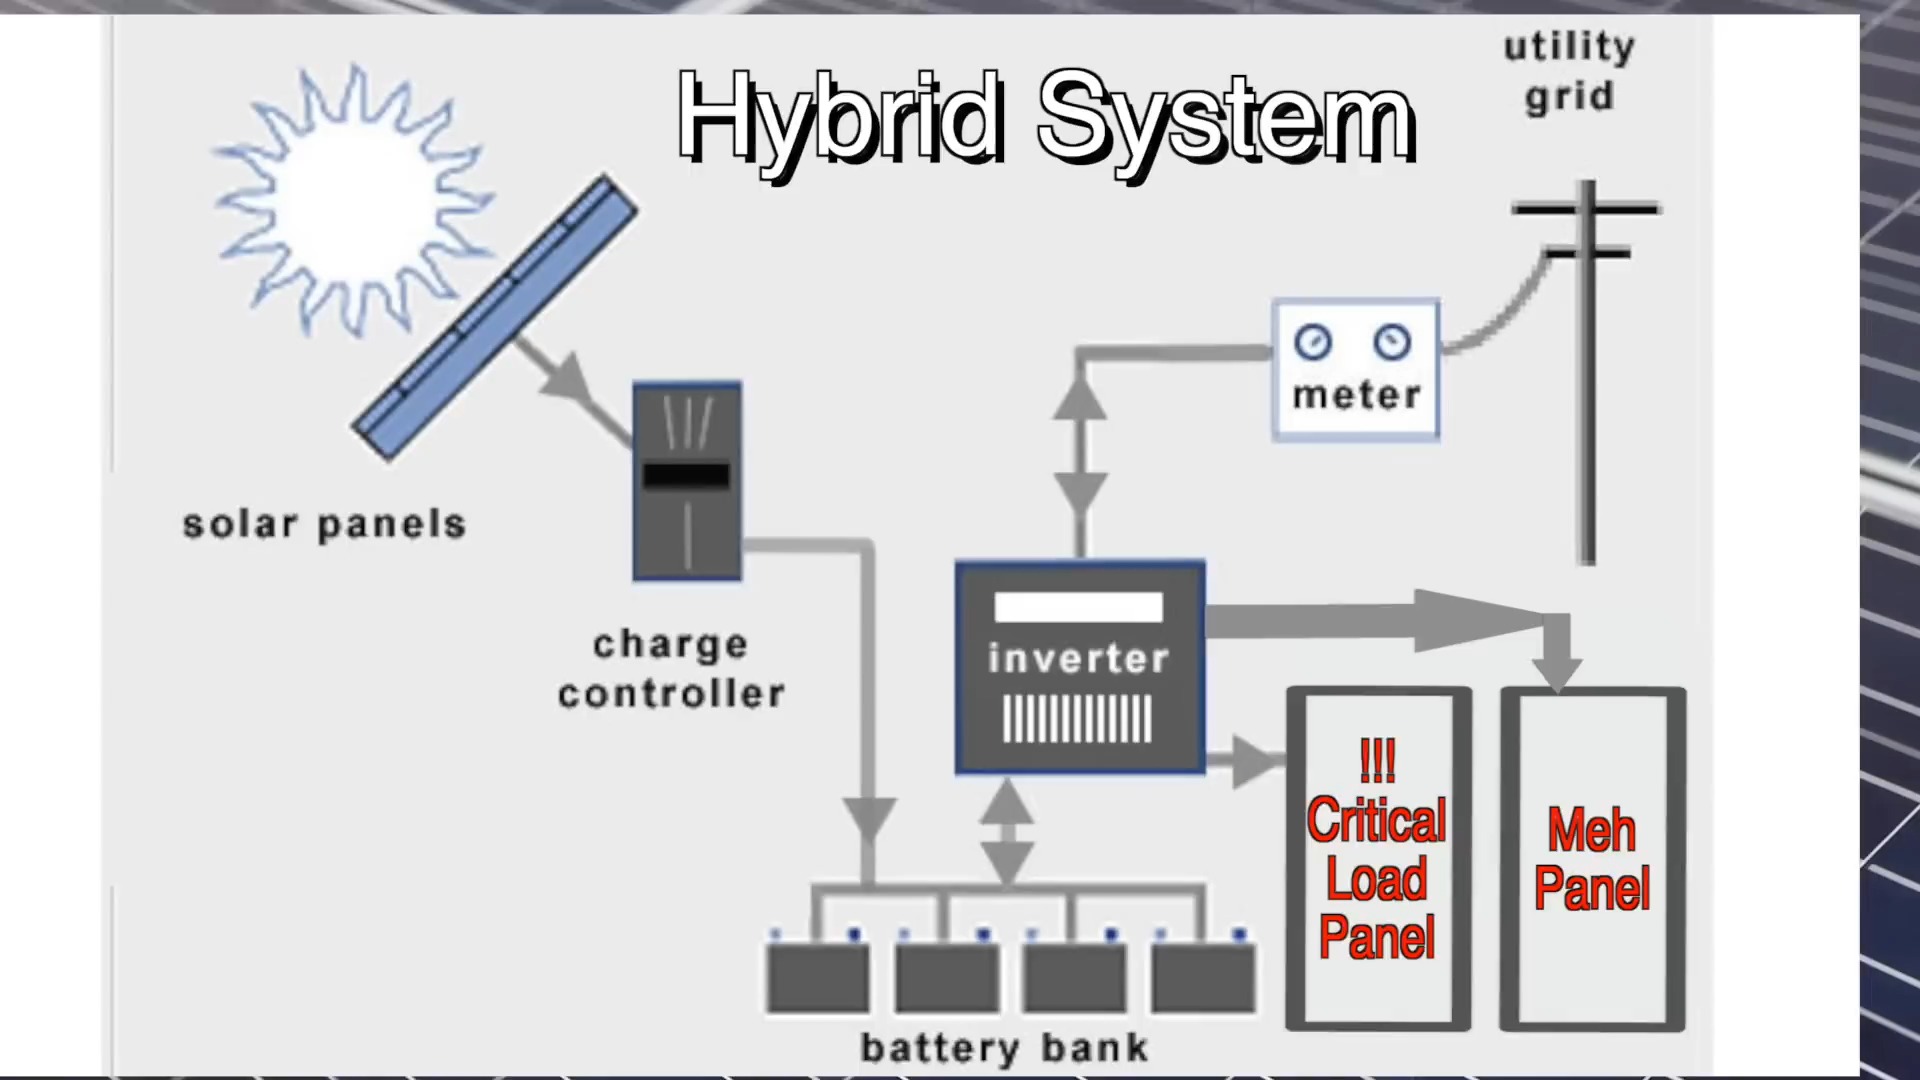 Hybrid System
utility
grid
meter
solar panels
charge
controller
inverter
!!!
Critical
Load
Panel
Meh
Panel
battery bank